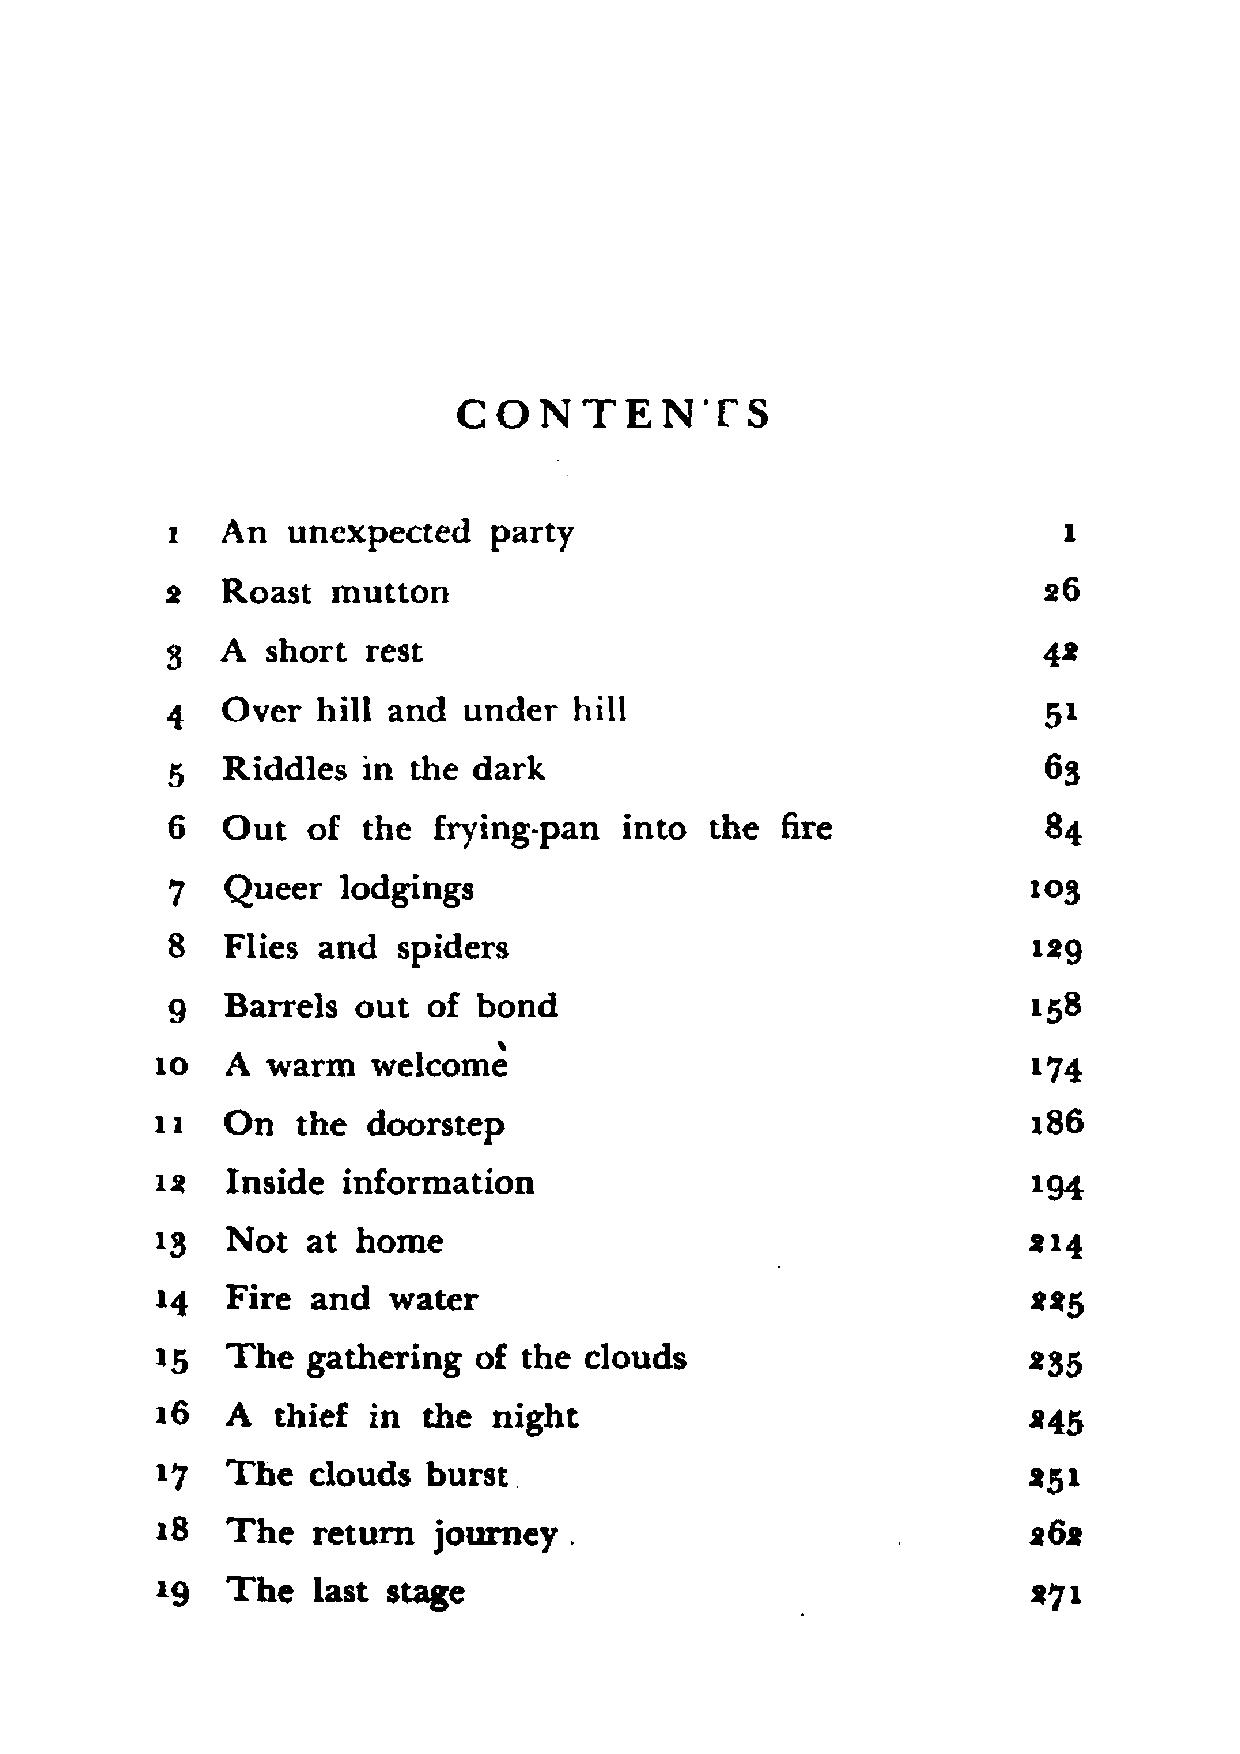 CONTENTS
1 An unexpected party 1
2 Roast mutton 26
3 A short rest 42
4 Over hill and under hill 51
5 Riddles in the dark 63
6 Out of the frying-pan into the fire 84
7 Queer lodgings 103
8 Flies and spiders 129
9 Barrels out of bond 158
10 A warm welcome 174
11 On the doorstep 186
12 Inside information 194
13 Not at home 214
14 Fire and water 225
15 The gathering of the clouds 235
16 A thief in the night 245
17 The clouds burst 251
18 The return journey 262
19 The last stage 271